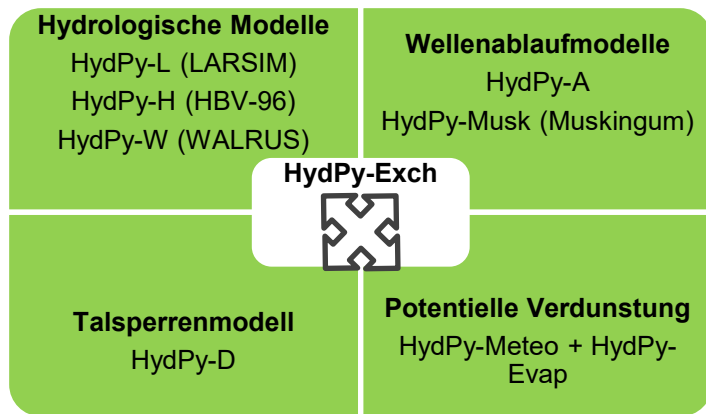 Hydrologische Modelle
HydPy-L (LARSIM)
HydPy-H (HBV-96)
HydPy-W (WALRUS)
Wellenablaufmodelle
HydPy-A
HydPy-Musk (Muskingum)
HydPy-Exch
Talsperrenmodell
HydPy-D
Potentielle Verdunstung
HydPy-Meteo + HydPy-
Evap